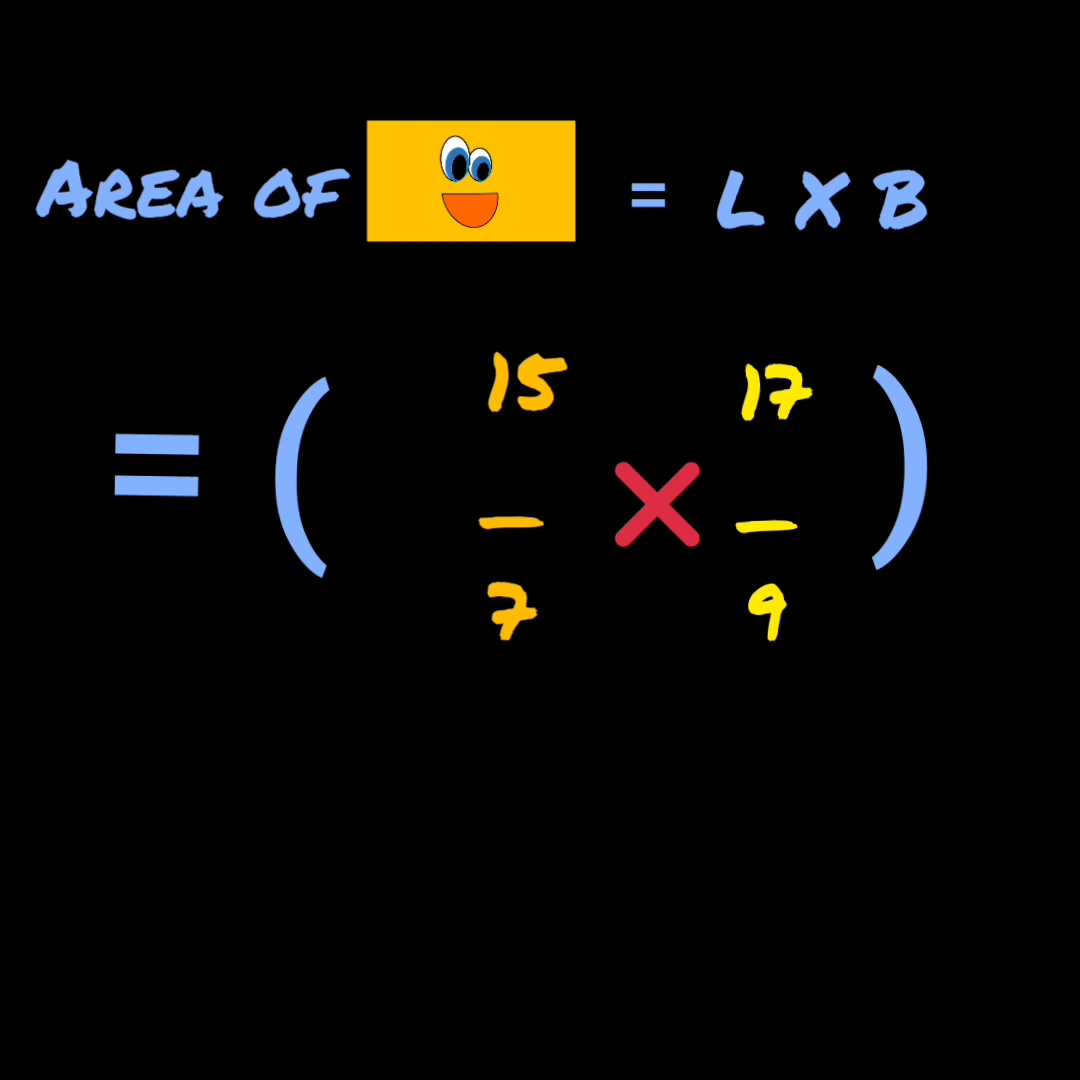 AREA OF = L X B
= ( 15/7 × 17/9 )